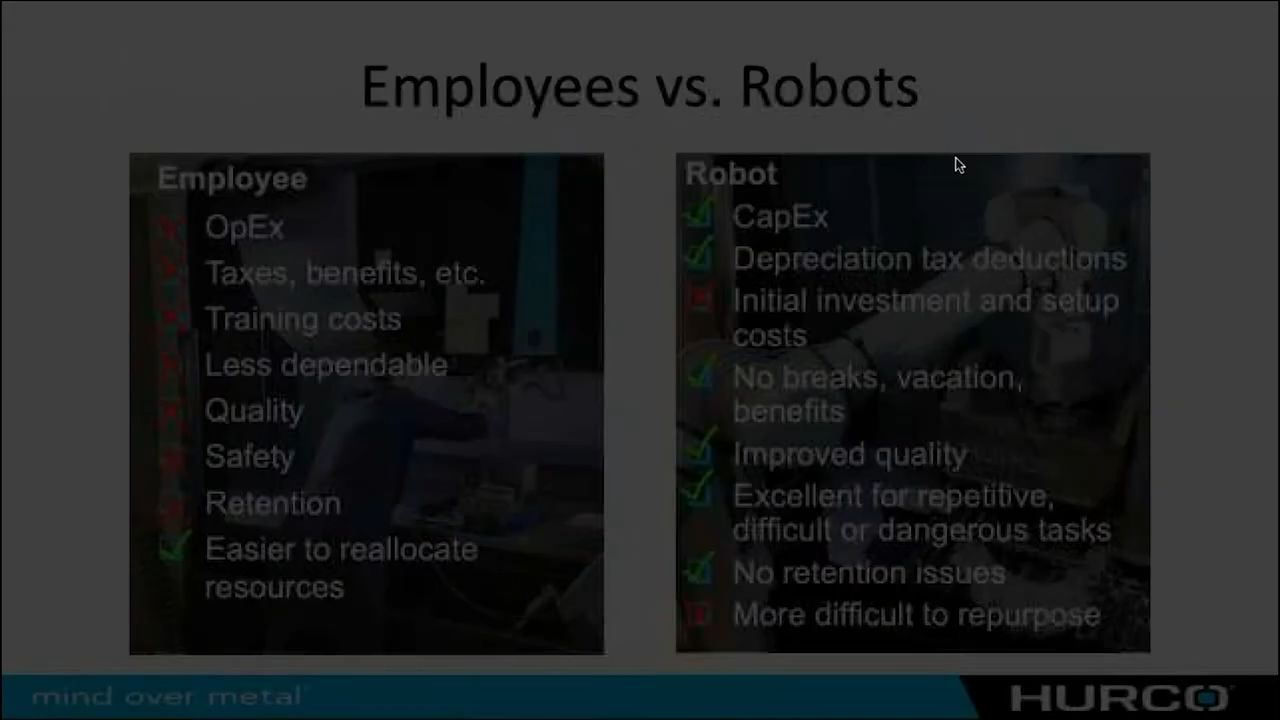 Employees vs. Robots
Employee
OpEx
Taxes, benefits, etc.
Training costs
Less dependable
Quality
Safety
Retention
Easier to reallocate
resources
Robot
CapEx
Depreciation tax deductions
Initial investment and setup
costs
No breaks, vacation,
benefits
Improved quality
Excellent for repetitive,
difficult or dangerous tasks
No retention issues
More difficult to repurpose
mind over metal
HURCO